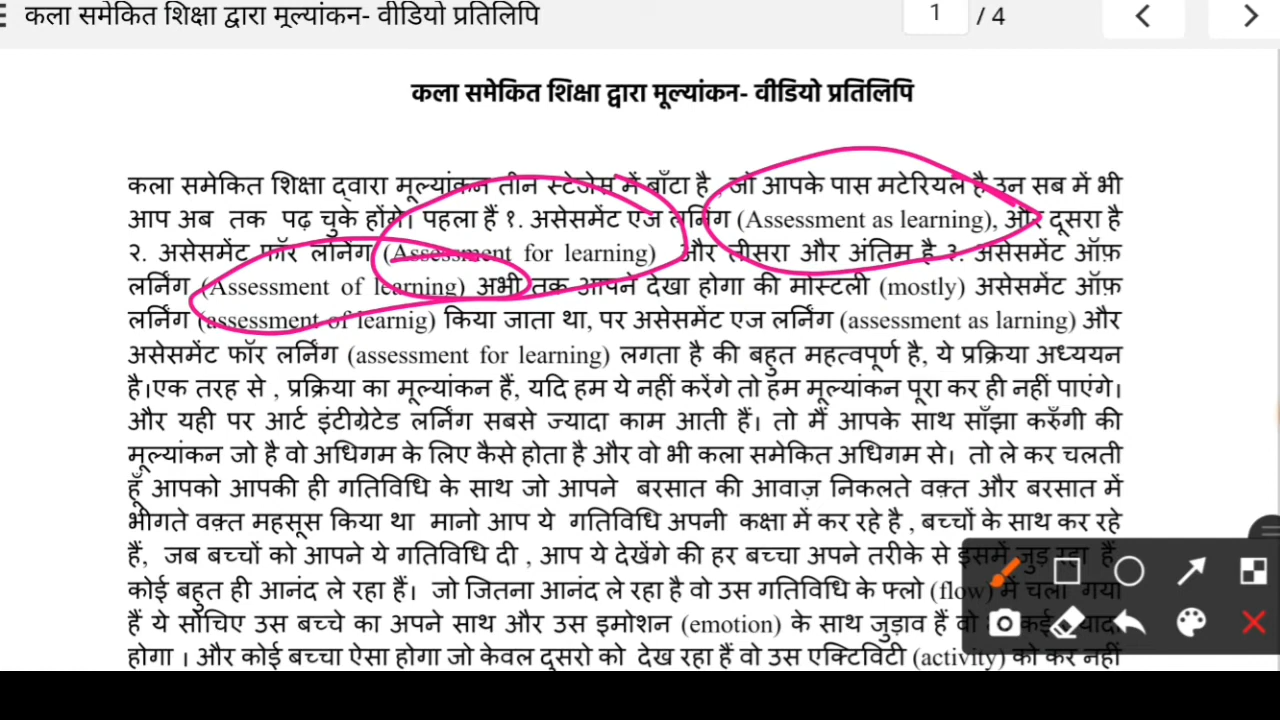 कला समेकित शिक्षा द्वारा मूल्यांकन- वीडियो प्रतिलिपि
1 / 4
कला समेकित शिक्षा द्वारा मूल्यांकन- वीडियो प्रतिलिपि
कला समेकित शिक्षा द्वारा मूल्यांकन तीन स्टेजेस में बाँटा है , जो आपके पास मटेरियल है उन सब में भी
आप अब तक पढ़ चुके होंगे। पहला हैं १. असेसमेंट एज लर्निंग (Assessment as learning), और दूसरा है
२. असेसमेंट फॉर लर्निंग (Assessment for learning) और तीसरा और अंतिम है ३. असेसमेंट ऑफ़
लर्निंग (Assessment of learning) अभी तक आपने देखा होगा की मोस्टली (mostly) असेसमेंट ऑफ़
लर्निंग (assessment of learnig) किया जाता था, पर असेसमेंट एज लर्निंग (assessment as larning) और
असेसमेंट फॉर लर्निंग (assessment for learning) लगता है की बहुत महत्वपूर्ण है, ये प्रक्रिया अध्ययन
है।एक तरह से , प्रक्रिया का मूल्यांकन हैं, यदि हम ये नहीं करेंगे तो हम मूल्यांकन पूरा कर ही नहीं पाएंगे।
और यही पर आर्ट इंटीग्रेटेड लर्निंग सबसे ज्यादा काम आती हैं। तो मैं आपके साथ साँझा करुँगी की
मूल्यांकन जो है वो अधिगम के लिए कैसे होता है और वो भी कला समेकित अधिगम से। तो ले कर चलती
हूँ आपको आपकी ही गतिविधि के साथ जो आपने बरसात की आवाज़ निकलते वक़्त और बरसात में
भीगते वक़्त महसूस किया था मानो आप ये गतिविधि अपनी कक्षा में कर रहे है , बच्चों के साथ कर रहे
हैं, जब बच्चों को आपने ये गतिविधि दी , आप ये देखेंगे की हर बच्चा अपने तरीके से इसमें जुड़ रहा हैं
कोई बहुत ही आनंद ले रहा हैं। जो जितना आनंद ले रहा है वो उस गतिविधि के फ्लो (flow) में चला गया
हैं ये सोचिए उस बच्चे का अपने साथ और उस इमोशन (emotion) के साथ जुड़ाव हैं वो
होगा । और कोई बच्चा ऐसा होगा जो केवल दूसरो को देख रहा हैं वो उस एक्टिविटी (activity) को कर नहीं